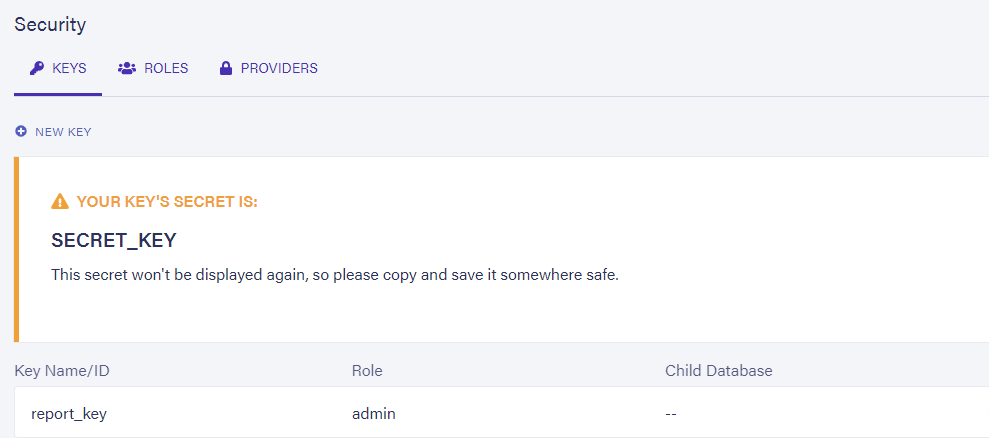 Security
KEYS ROLES PROVIDERS
NEW KEY
YOUR KEY'S SECRET IS:
SECRET_KEY
This secret won't be displayed again, so please copy and save it somewhere safe.
Key Name/ID Role Child Database
report_key admin --